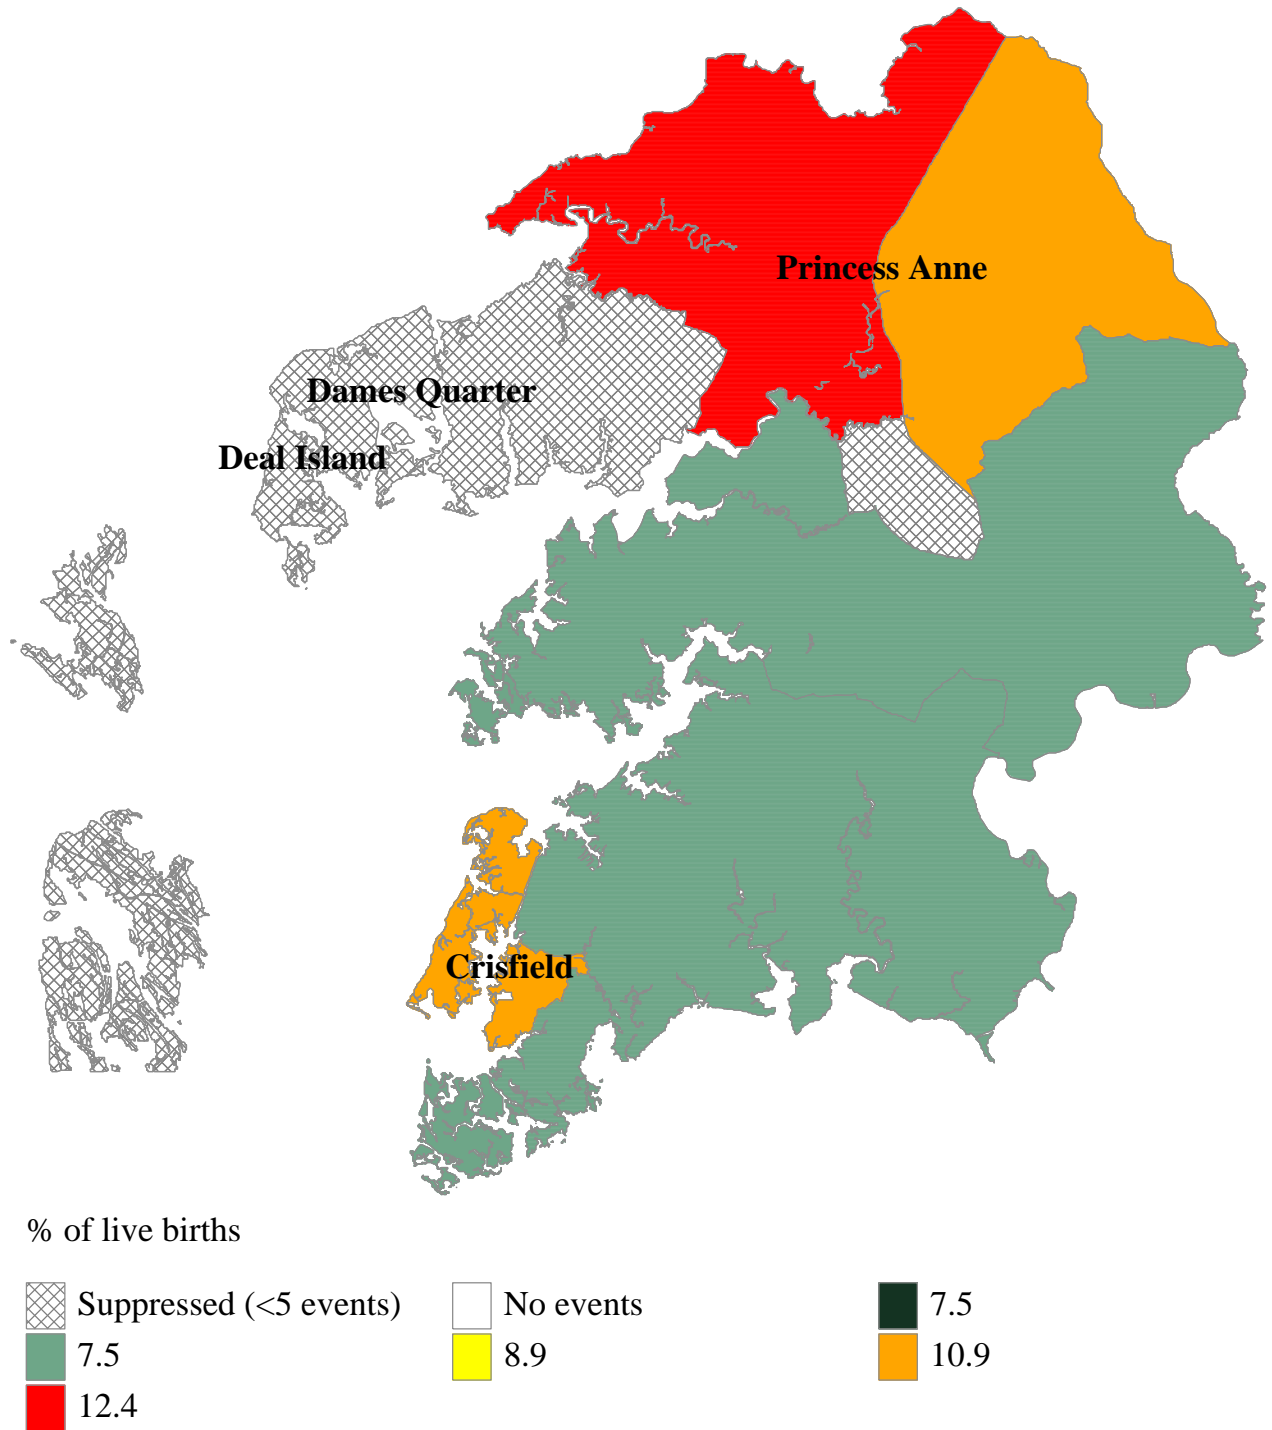 Princess Anne
Dames Quarter
Deal Island
Crisfield
% of live births
Suppressed (<5 events)
No events
7.5
7.5
8.9
10.9
12.4